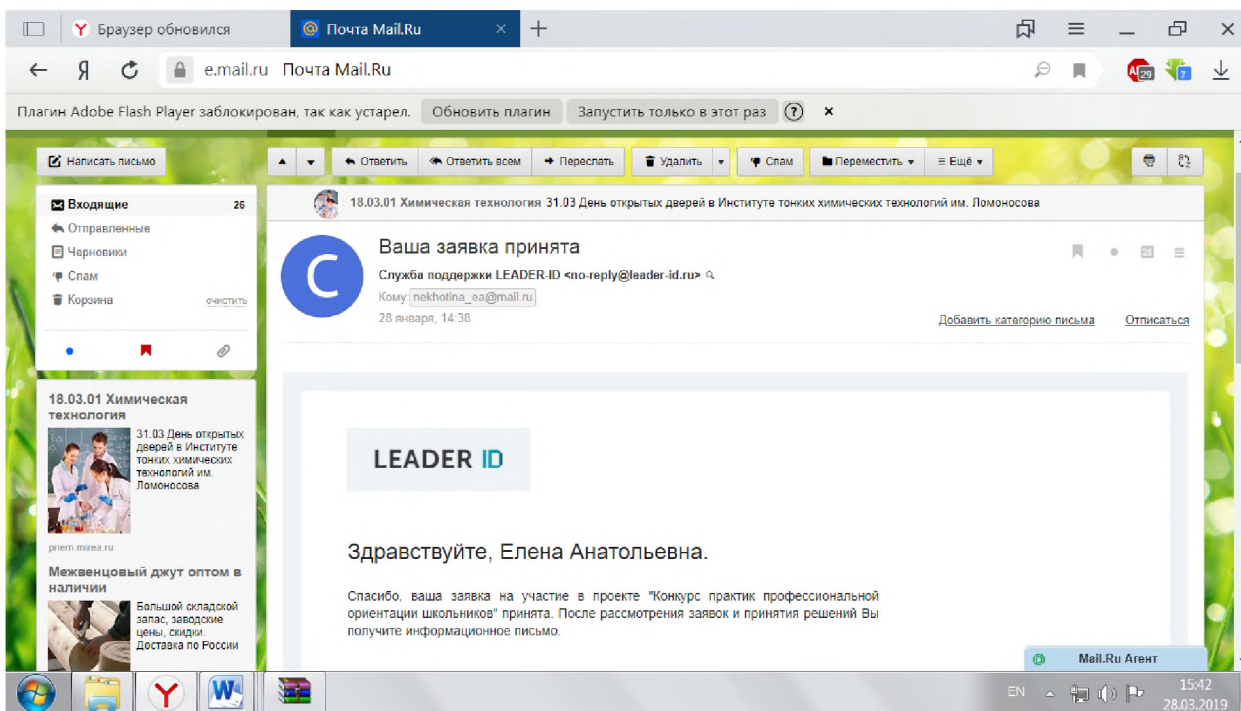 Браузер обновился
Почта Mail.Ru
e.mail.ru Почта Mail.Ru
29
Плагин Adobe Flash Player заблокирован, так как устарел. Обновить плагин Запустить только в этот раз
Написать письмо
Ответить Ответить всем Переслать Удалить Спам Переместить Ещё
Входящие 26
Отправленные
Черновики
Спам
Корзина очистить
18.03.01 Химическая технология 31.03 День открытых дверей в Институте тонких химических технологий им. Ломоносова
С
Ваша заявка принята
Служба поддержки LEADER-ID <no-reply@leader-id.ru>
Кому: nekhotina_ea@mail.ru
28 января, 14:38
Добавить категорию письма Отписаться
18.03.01 Химическая
технология
31.03 День открытых
дверей в Институте
тонких химических
технологий им.
Ломоносова
priem.mirea.ru
Межвенцовый джут оптом в
наличии
Большой складской
запас, заводские
цены, скидки.
Доставка по России
LEADER ID
Здравствуйте, Елена Анатольевна.
Спасибо, ваша заявка на участие в проекте "Конкурс практик профессиональной
ориентации школьников" принята. После рассмотрения заявок и принятия решений Вы
получите информационное письмо.
Mail.Ru Агент
EN
15:42
28.03.2019